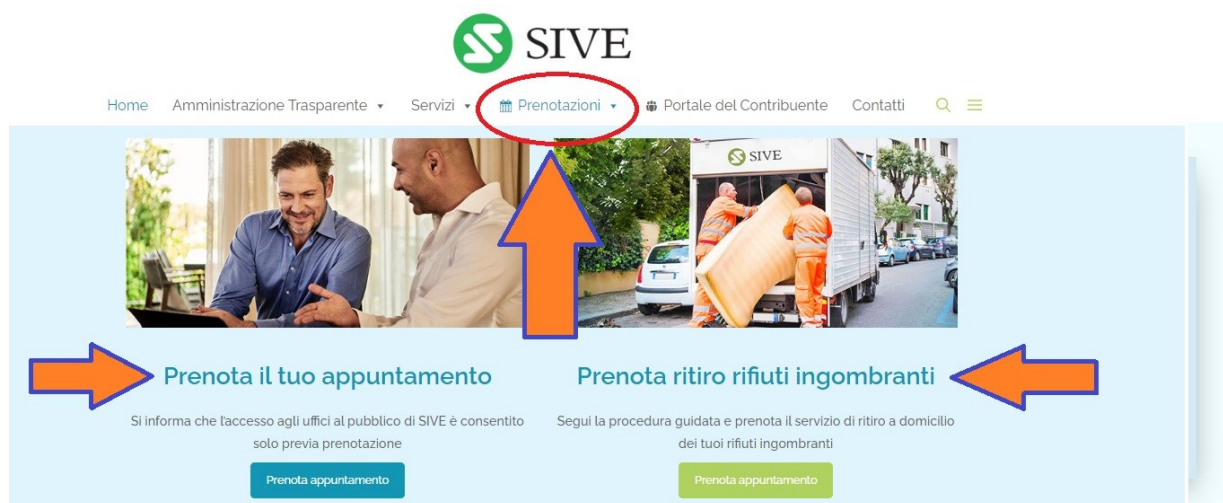 SIVE
Home Amministrazione Trasparente Servizi Prenotazioni Portale del Contribuente Contatti
SIVE
Prenota il tuo appuntamento
Si informa che l'accesso agli uffici al pubblico di SIVE è consentito
solo previa prenotazione
Prenota appuntamento
Prenota ritiro rifiuti ingombranti
Segui la procedura guidata e prenota il servizio di ritiro a domicilio
dei tuoi rifiuti ingombranti
Prenota appuntamento